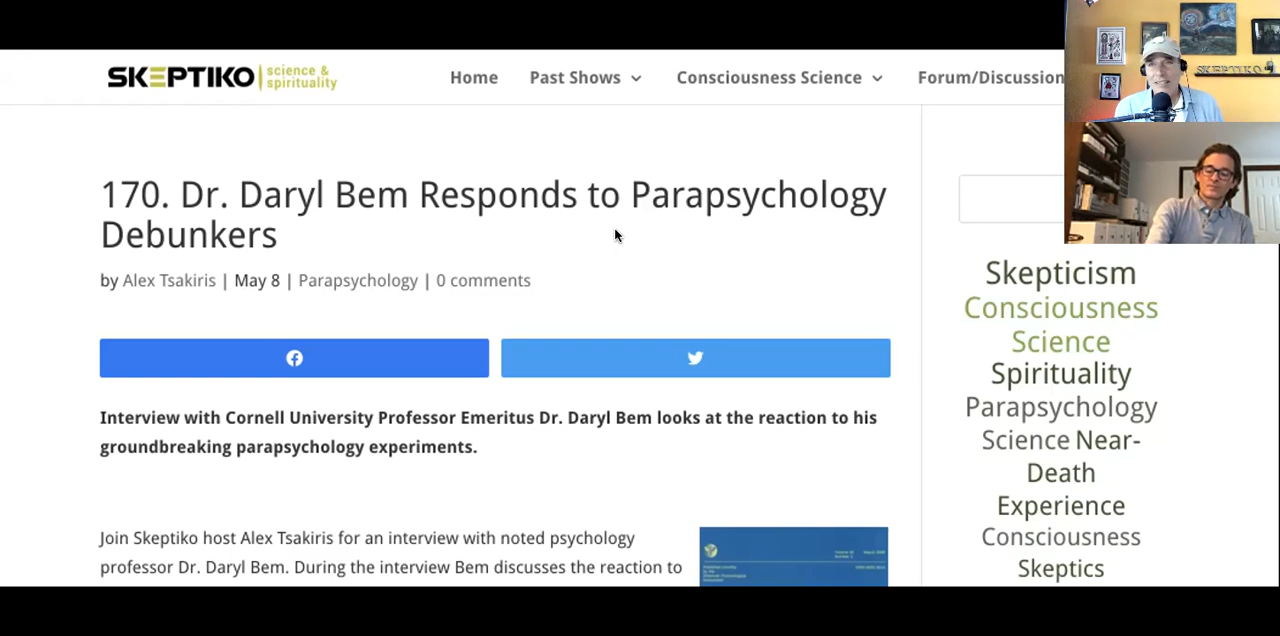 SKEPTIKO science &
spirituality
Home Past Shows Consciousness Science Forum/Discussion
170. Dr. Daryl Bem Responds to Parapsychology
Debunkers
by Alex Tsakiris | May 8 | Parapsychology | 0 comments
Interview with Cornell University Professor Emeritus Dr. Daryl Bem looks at the reaction to his
groundbreaking parapsychology experiments.
Join Skeptiko host Alex Tsakiris for an interview with noted psychology
professor Dr. Daryl Bem. During the interview Bem discusses the reaction to
SKEPTIKO
Skepticism
Consciousness
Science
Spirituality
Parapsychology
Science Near-
Death
Experience
Consciousness
Skeptics